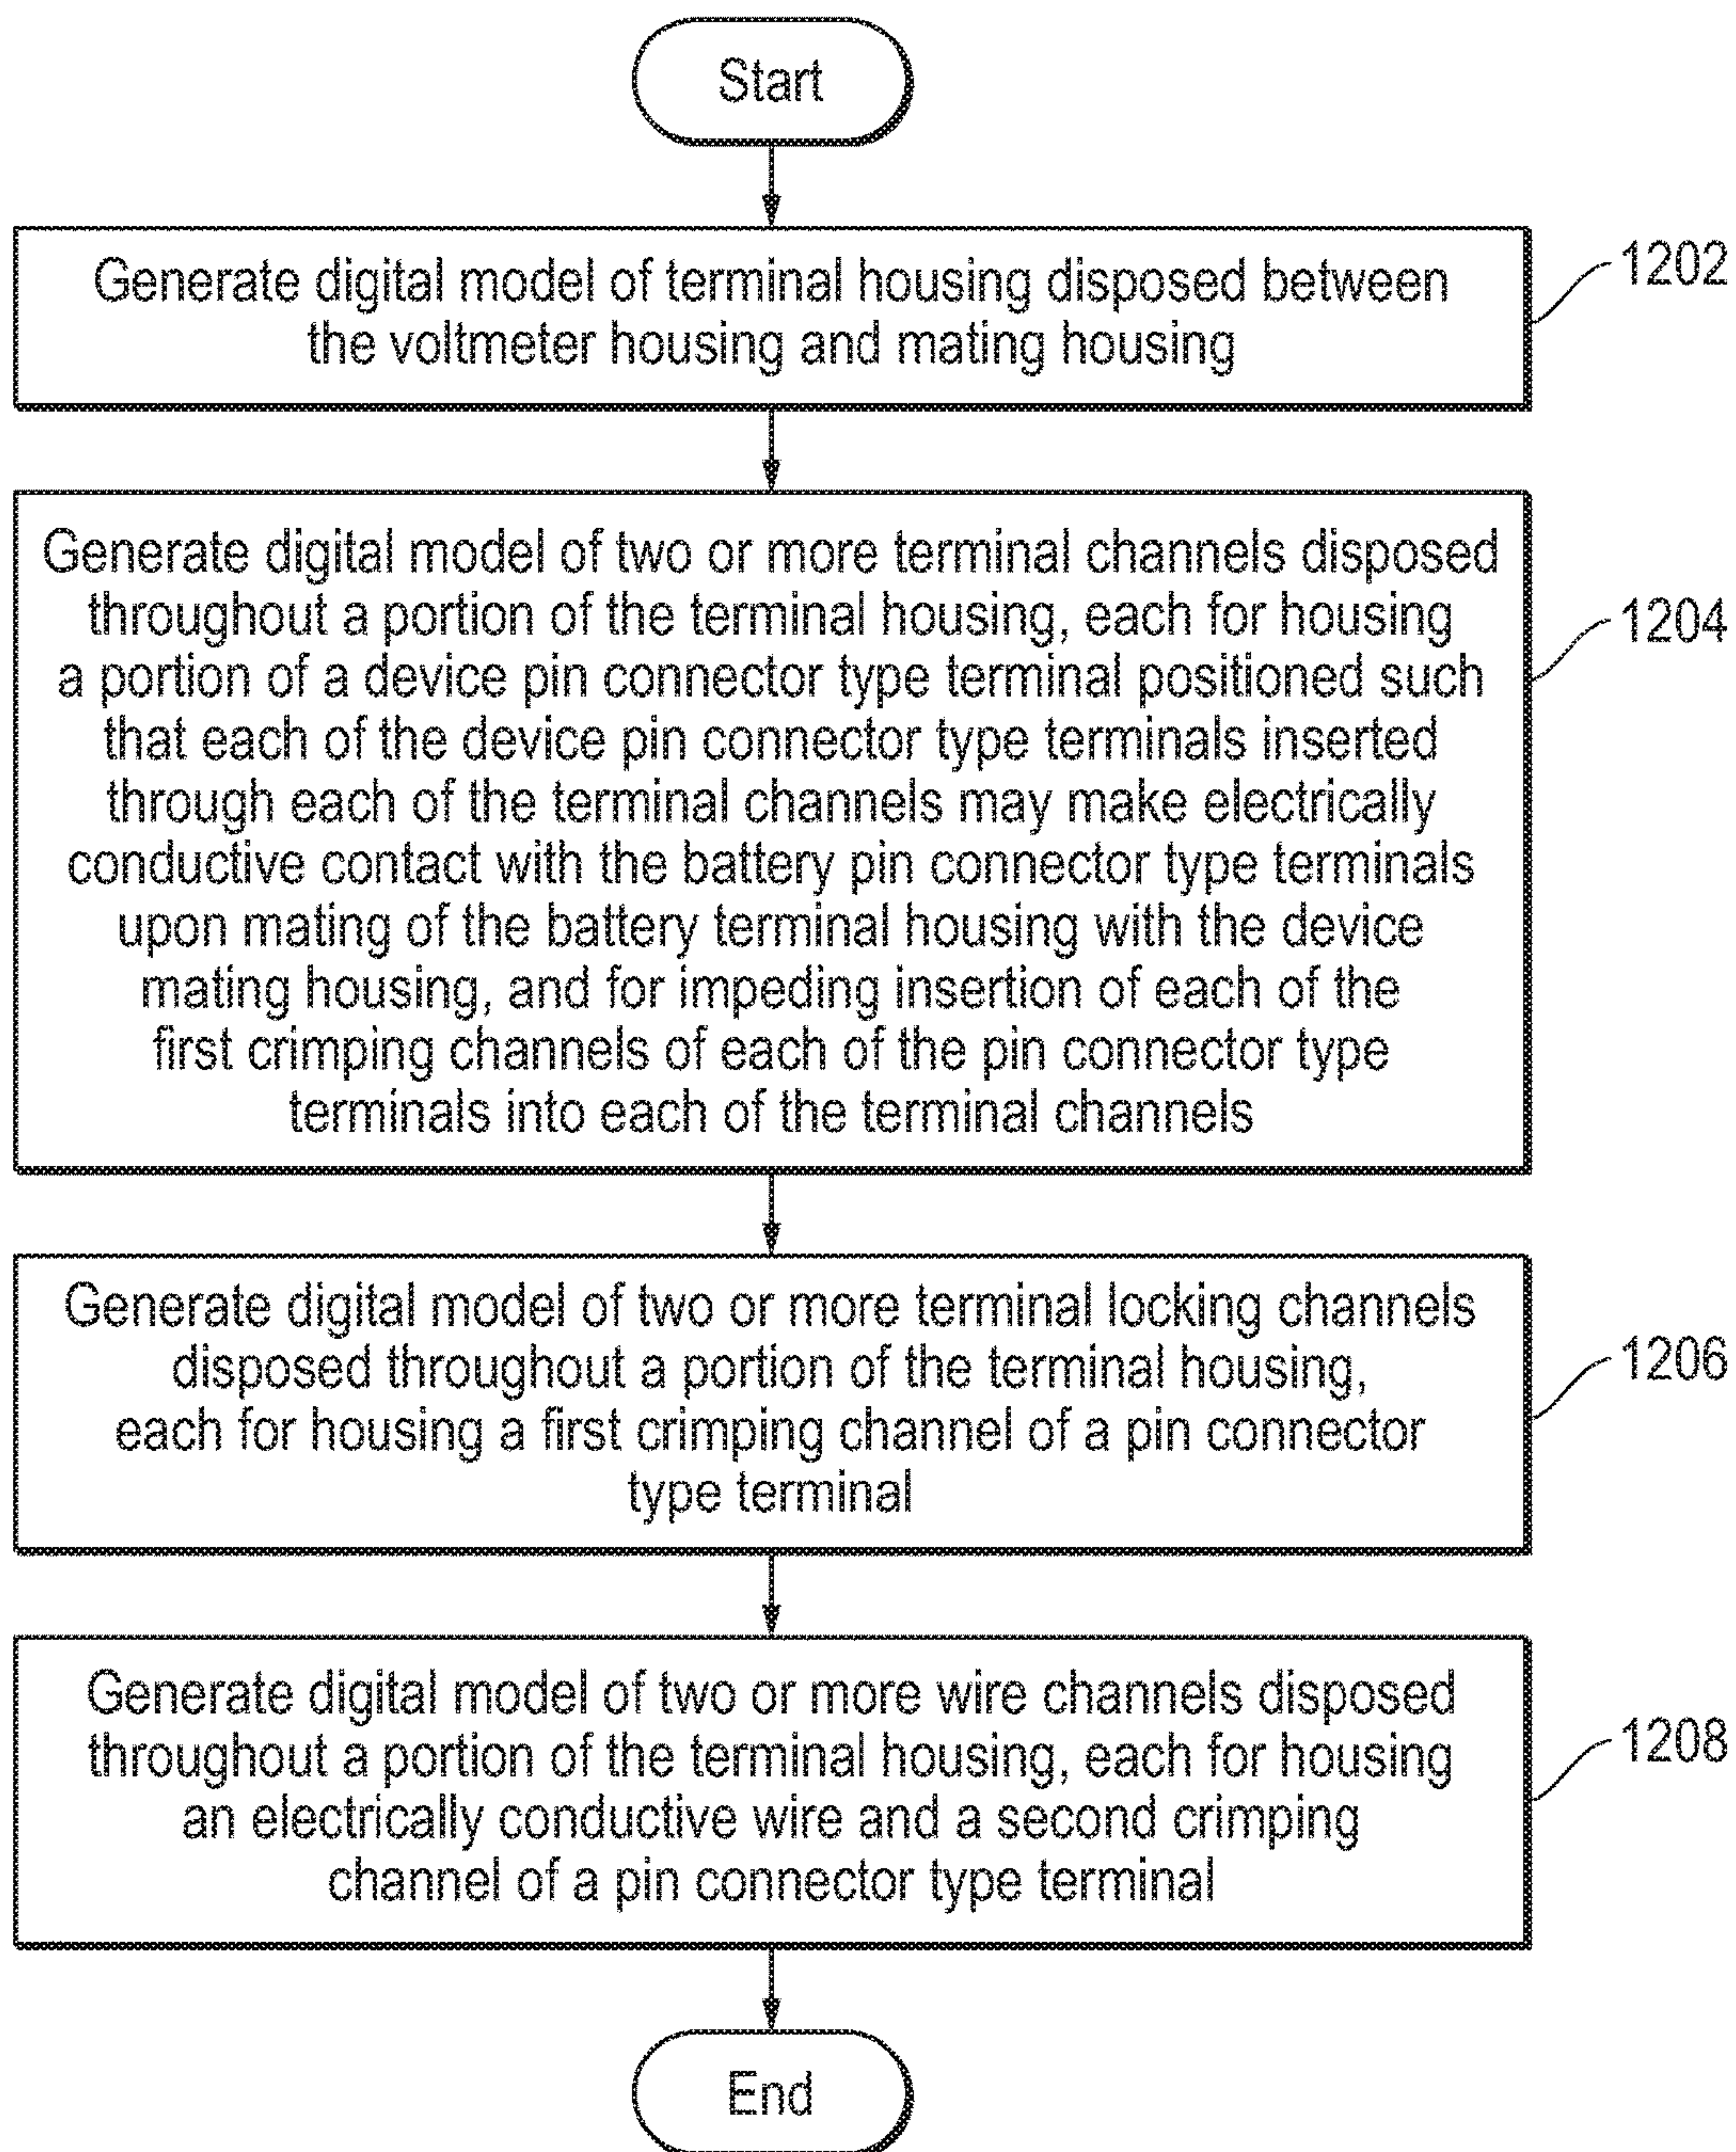 Start
Generate digital model of terminal housing disposed between
the voltmeter housing and mating housing
1202
Generate digital model of two or more terminal channels disposed
throughout a portion of the terminal housing, each for housing
a portion of a device pin connector type terminal positioned such
that each of the device pin connector type terminals inserted
through each of the terminal channels may make electrically
conductive contact with the battery pin connector type terminals
upon mating of the battery terminal housing with the device
mating housing, and for impeding insertion of each of the
first crimping channels of each of the pin connector type
terminals into each of the terminal channels
1204
Generate digital model of two or more terminal locking channels
disposed throughout a portion of the terminal housing,
each for housing a first crimping channel of a pin connector
type terminal
1206
Generate digital model of two or more wire channels disposed
throughout a portion of the terminal housing, each for housing
an electrically conductive wire and a second crimping
channel of a pin connector type terminal
1208
End